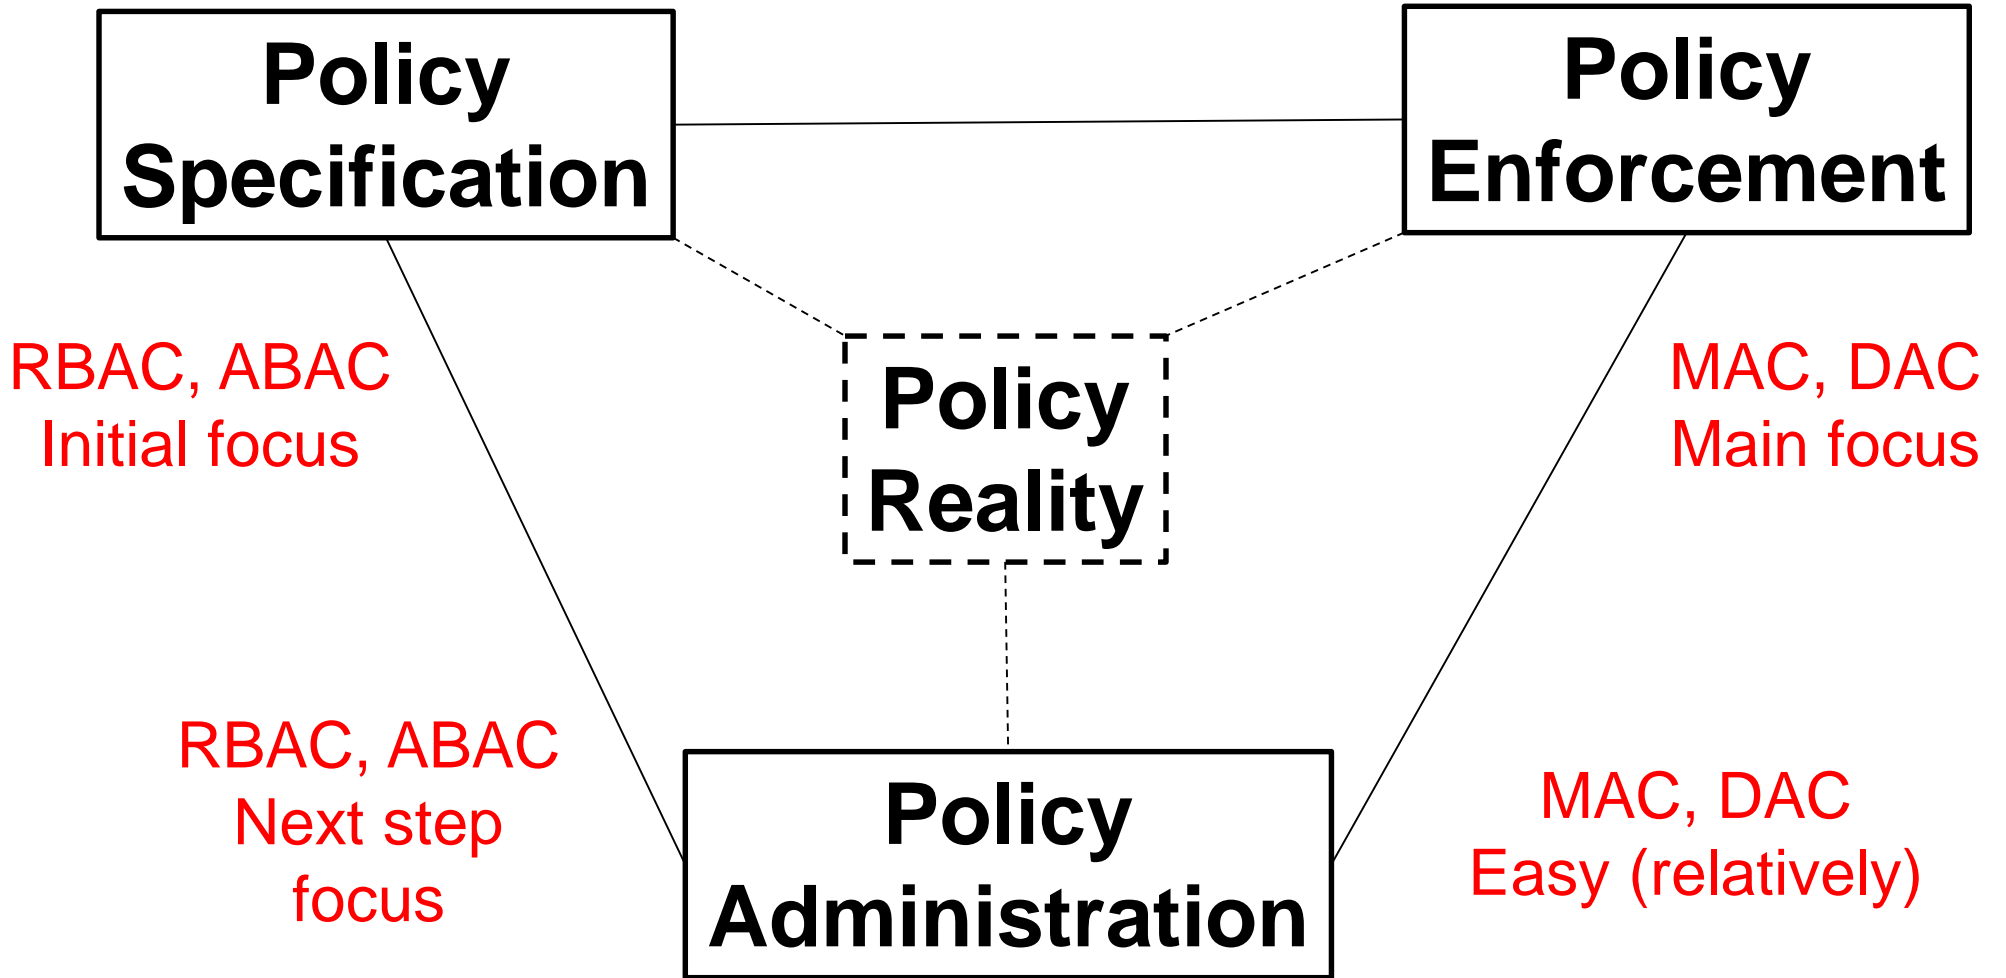 Policy
Specification
Policy
Enforcement
RBAC, ABAC
Initial focus
Policy
Reality
MAC, DAC
Main focus
RBAC, ABAC
Next step
focus
Policy
Administration
MAC, DAC
Easy (relatively)